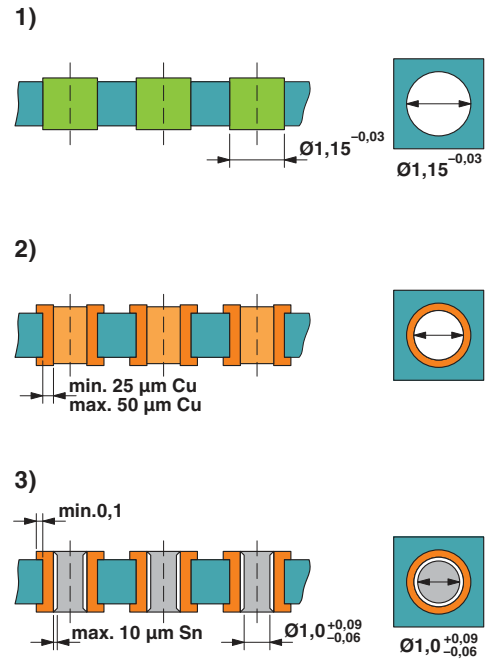 1)
Ø1,15 −0,03
Ø1,15 −0,03
2)
min. 25 µm Cu
max. 50 µm Cu
3)
min.0,1
max. 10 µm Sn
Ø1,0 +0,09 −0,06
Ø1,0 +0,09 −0,06